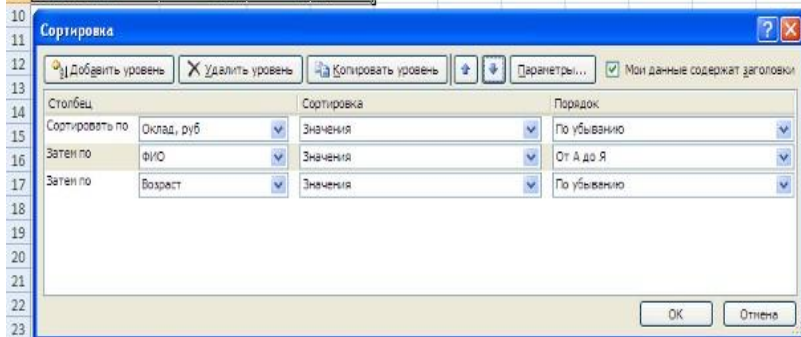 10
Сортировка
11
12
Добавить уровень Удалить уровень Копировать уровень Параметры... Мои данные содержат заголовки
13
14
Столбец Сортировка Порядок
15
Сортировать по Оклад, руб Значения По убыванию
16
Затем по ФИО Значения От А до Я
17
Затем по Возраст Значения По убыванию
18
19
20
21
22
OK Отмена
23